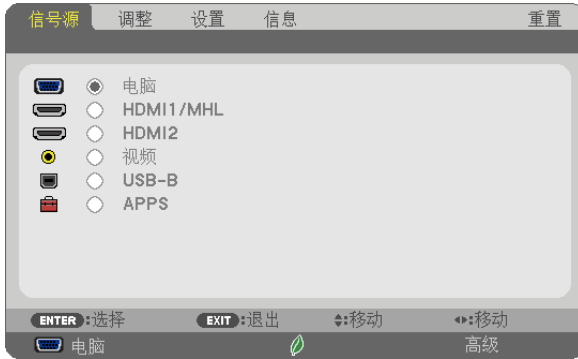 信号源 调整 设置 信息 重置
电脑
HDMI1/MHL
HDMI2
视频
USB-B
APPS
ENTER:选择 EXIT:退出 :移动 :移动
电脑 高级